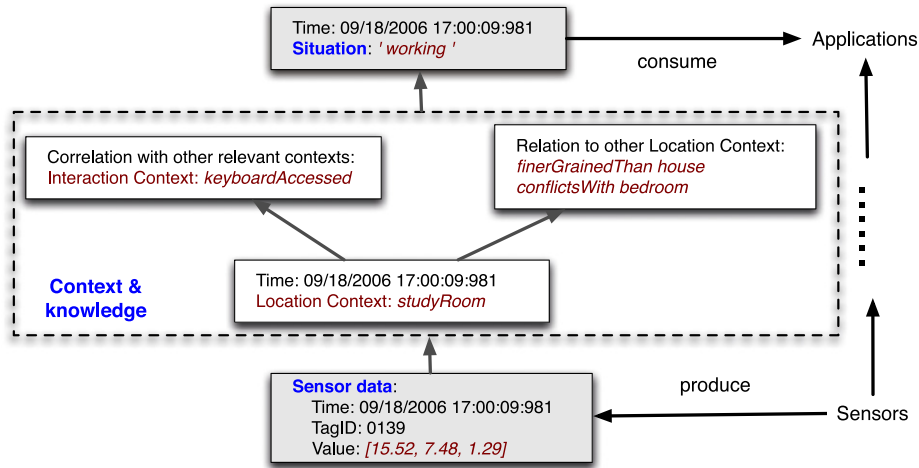 Time: 09/18/2006 17:00:09:981
Situation: ' working '
Applications
consume
Correlation with other relevant contexts:
Interaction Context: keyboardAccessed
Relation to other Location Context:
finerGrainedThan house
conflictsWith bedroom
Context &
knowledge
Time: 09/18/2006 17:00:09:981
Location Context: studyRoom
Sensor data:
Time: 09/18/2006 17:00:09:981
TagID: 0139
Value: [15.52, 7.48, 1.29]
produce
Sensors